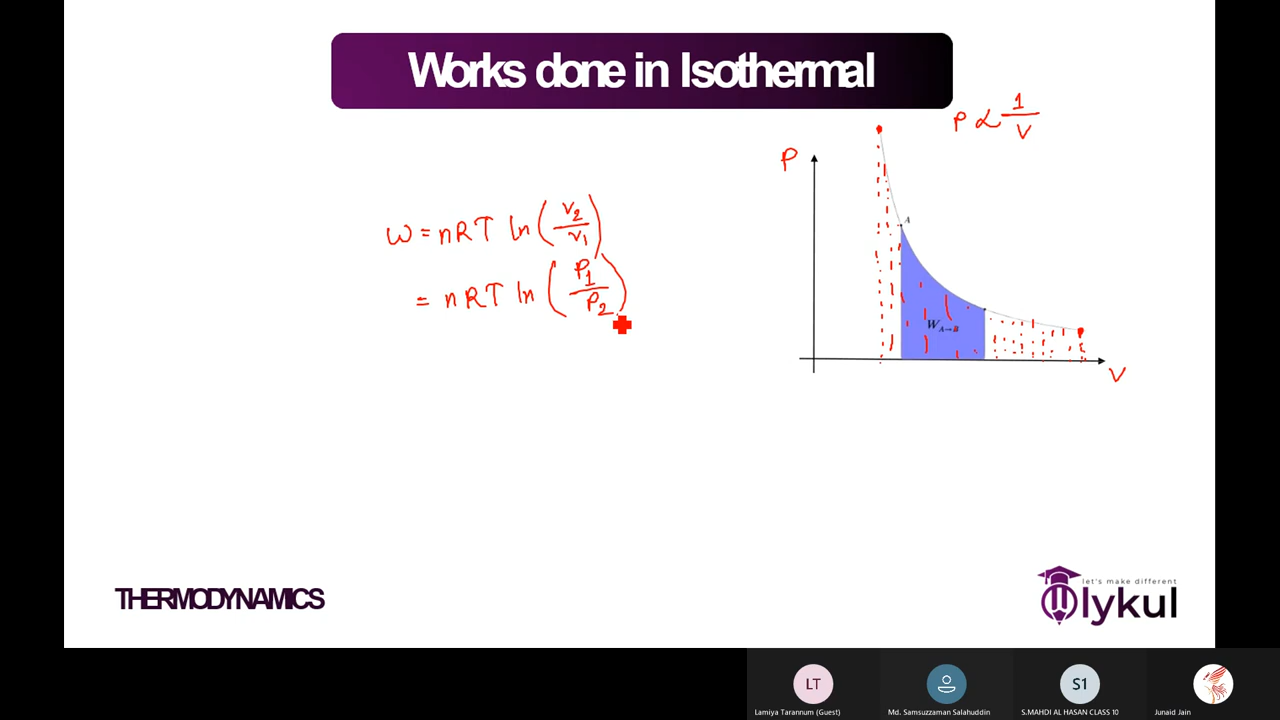 Works done in Isothermal
P ∝ 1/V
P
A
W = nRT ln(V2/V1)
= nRT ln(P1/P2)
W A→B
V
THERMODYNAMICS
let's make different
lykul
LT
S1
Lamiya Tarannum (Guest)
Md. Samsuzzaman Salahuddin
S.MAHDI AL HASAN CLASS 10
Junaid Jain